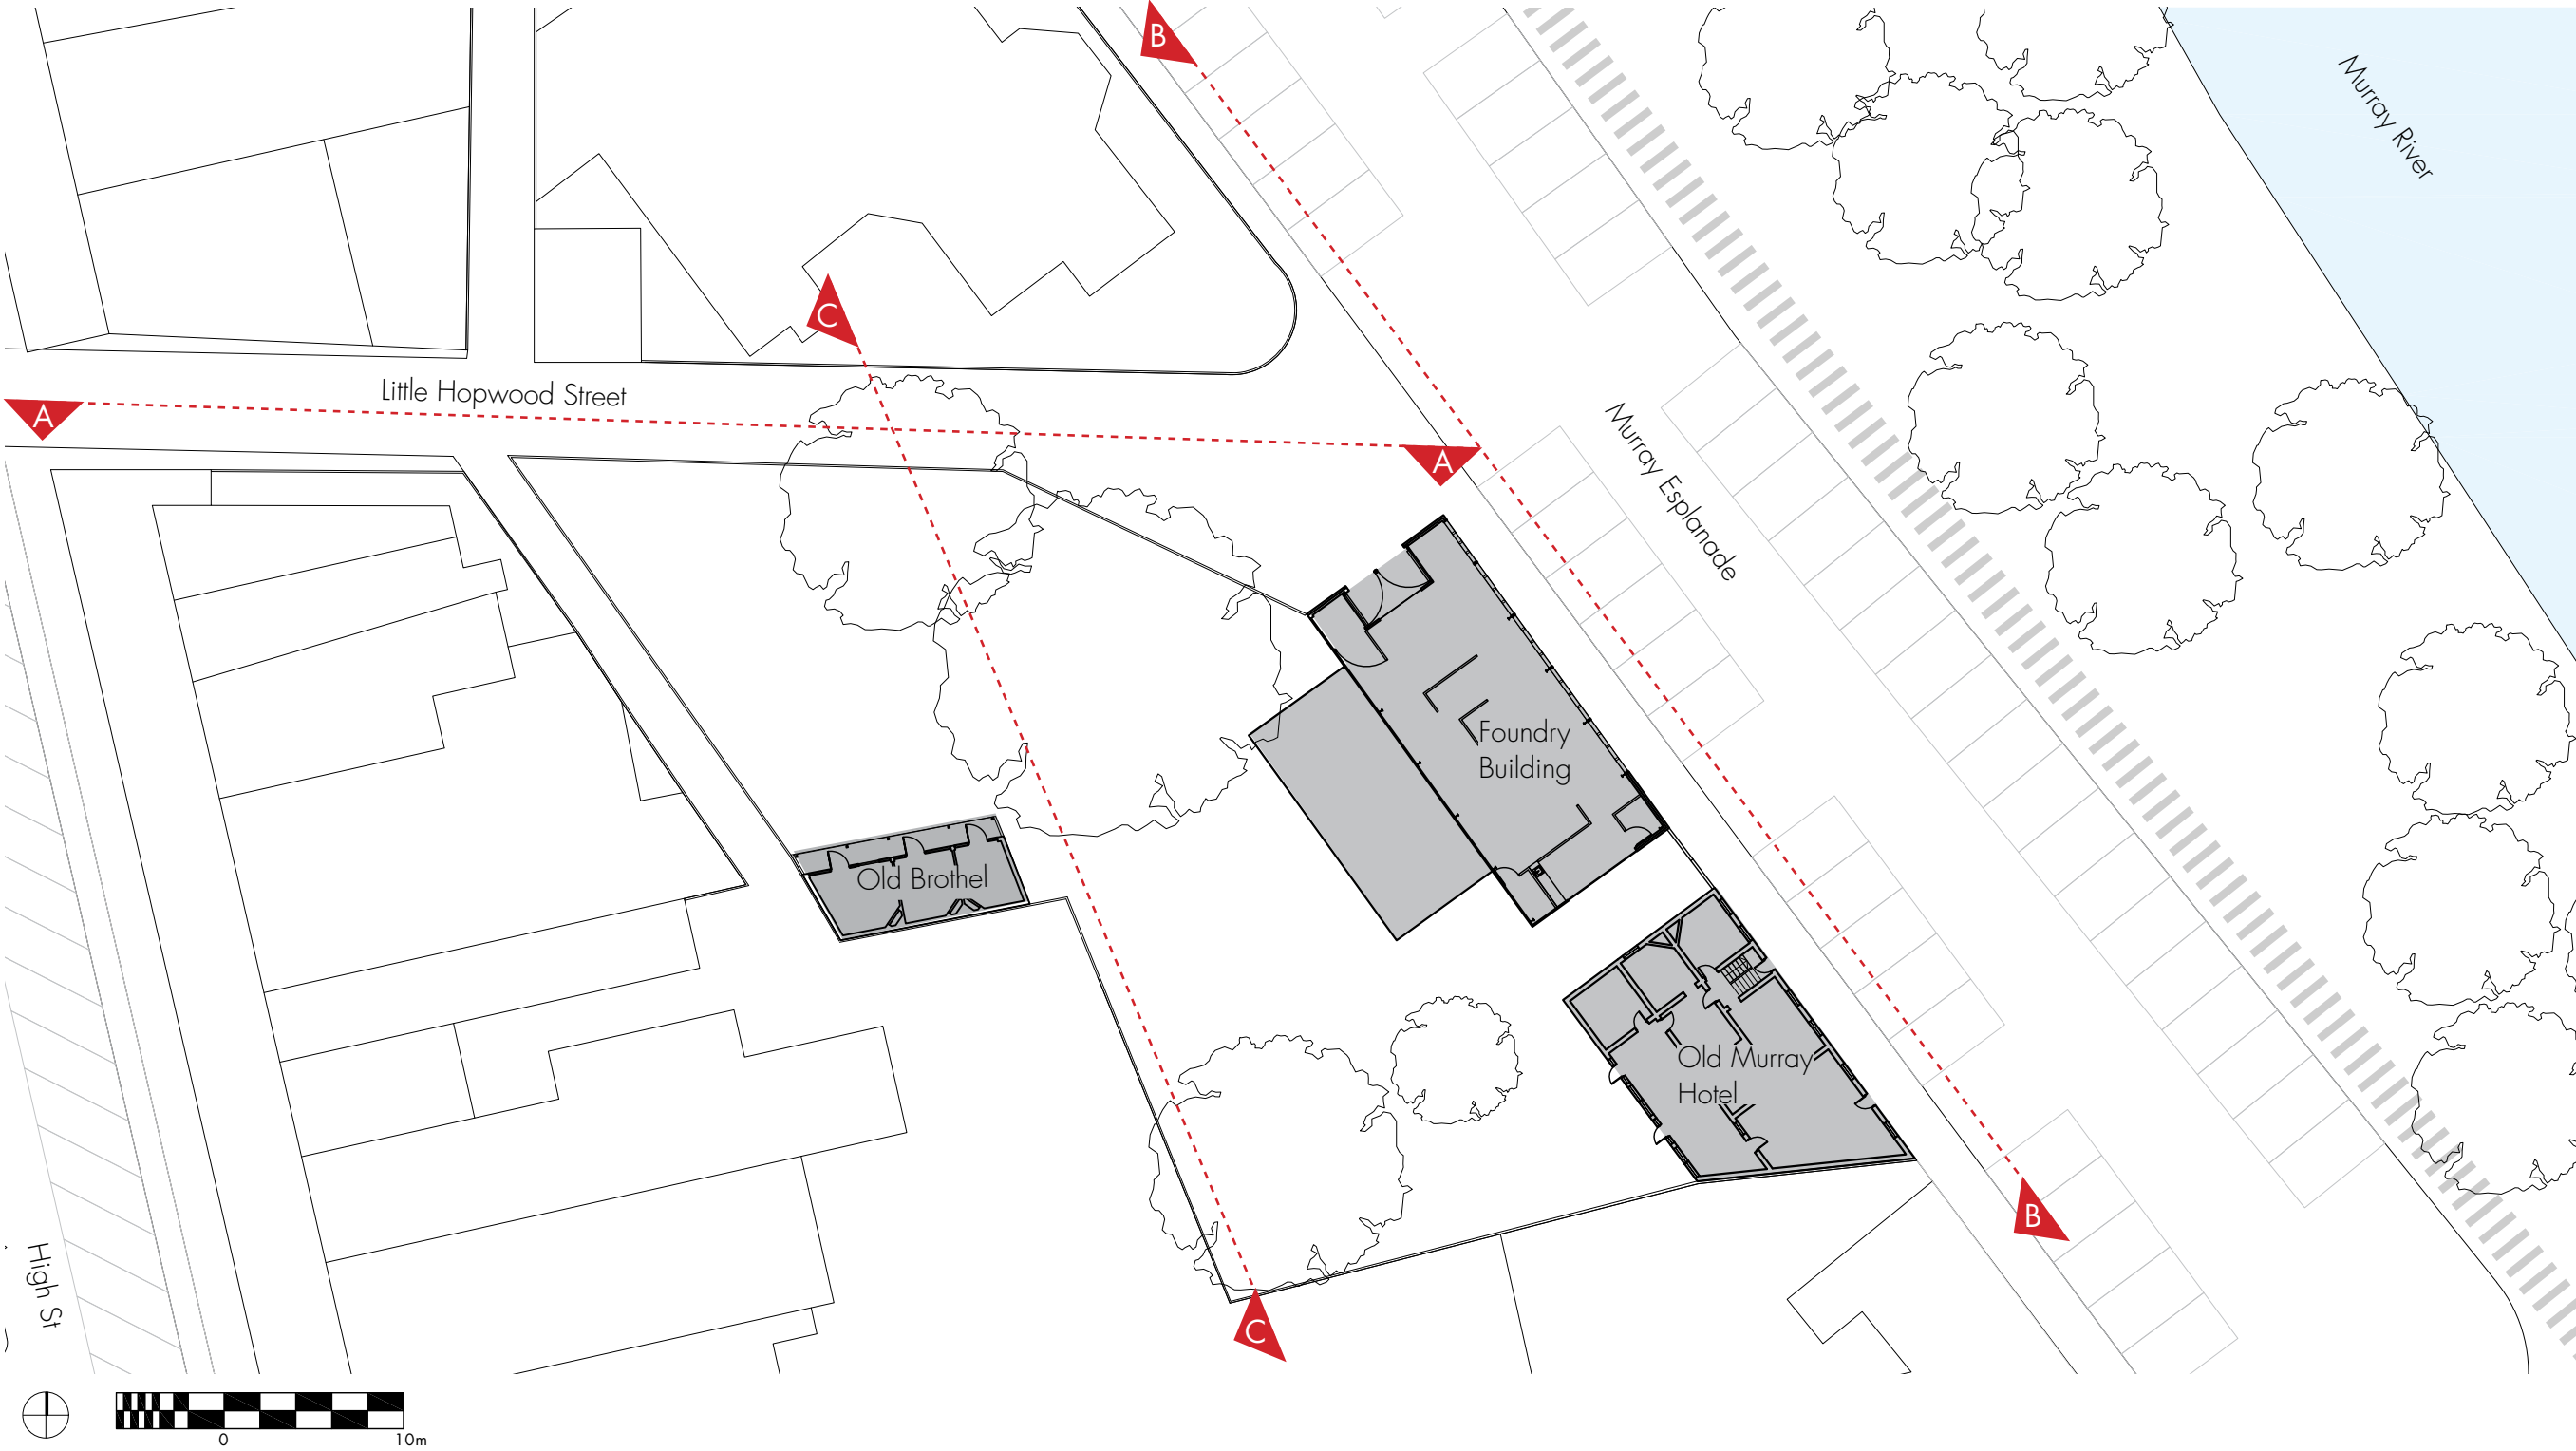 B
Murray River
C
Little Hopwood Street
A
A
Murray Esplanade
Foundry
Building
Old Brothel
Old Murray
Hotel
B
High St
C
0
10m